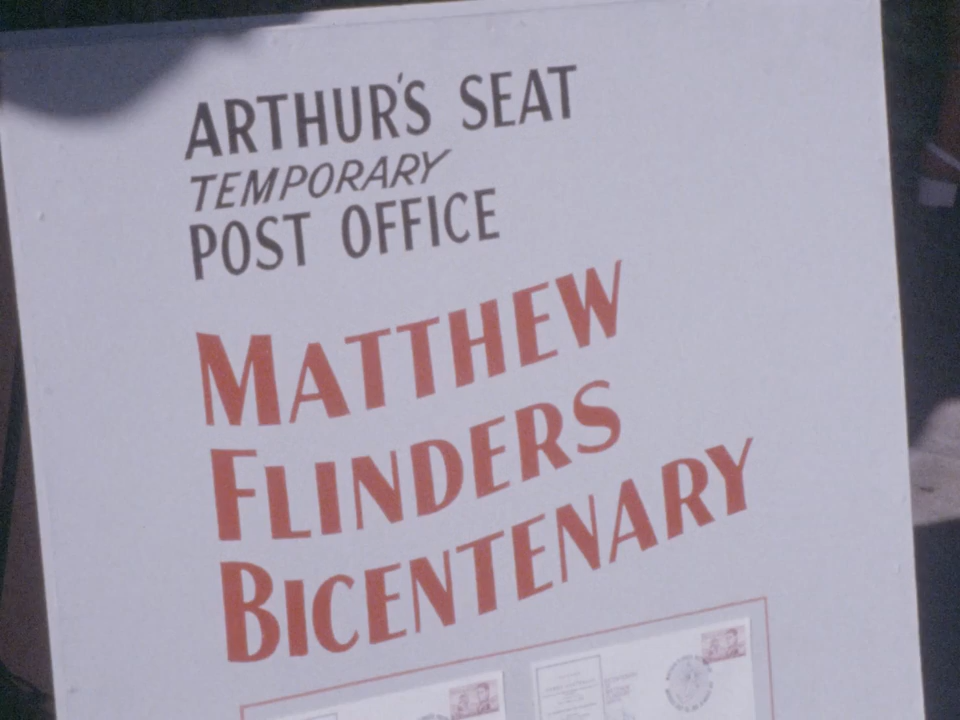 ARTHUR'S SEAT
TEMPORARY
POST OFFICE
MATTHEW
FLINDERS
BICENTENARY